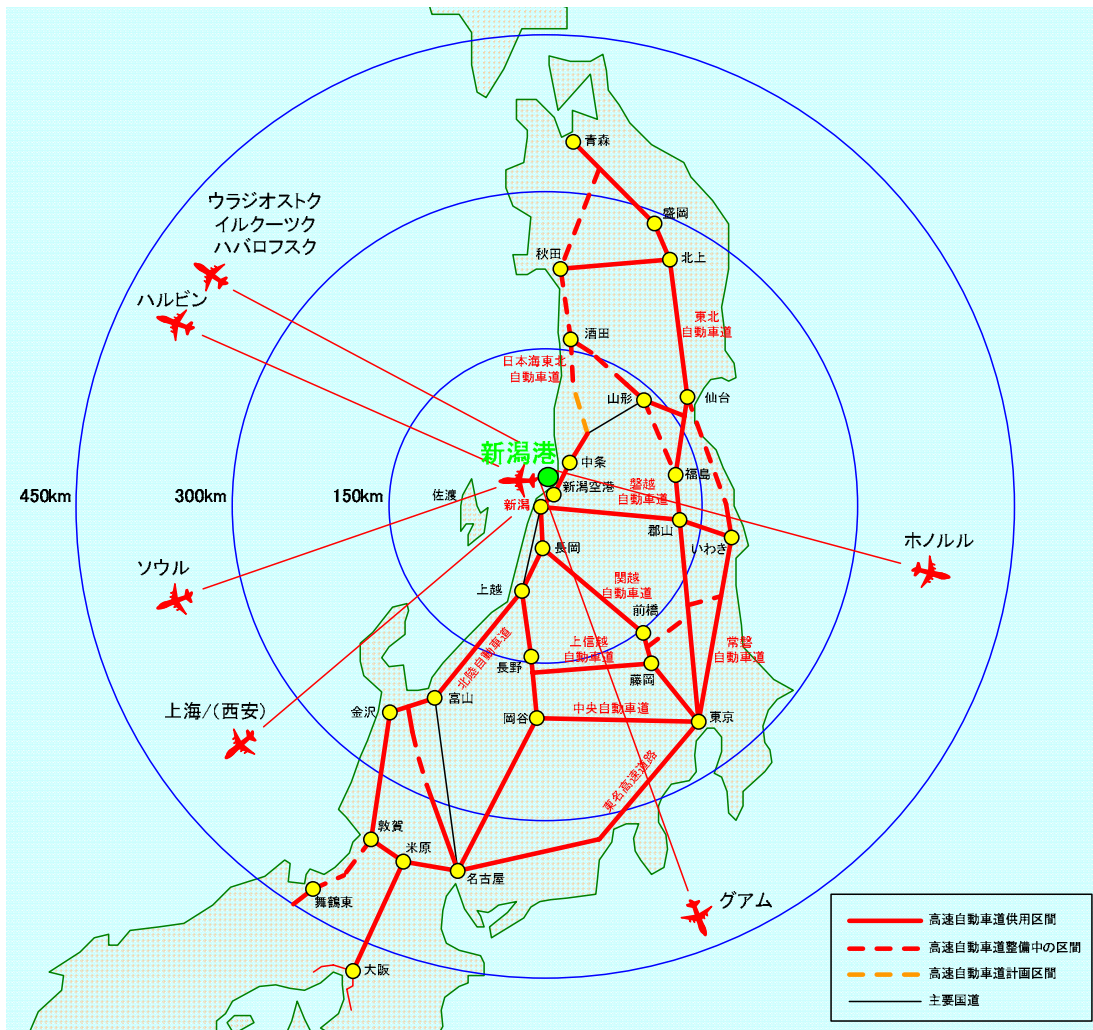 青森
盛岡
ウラジオストク
イルクーツク
ハバロフスク
秋田
北上
ハルビン
東北
自動車道
酒田
日本海東北
自動車道
山形
仙台
新潟港
中条
福島
450km
300km
150km
佐渡
新潟空港
磐越
自動車道
新潟
郡山
いわき
ホノルル
長岡
ソウル
関越
自動車道
上越
前橋
上信越
自動車道
常磐
自動車道
北陸自動車道
長野
藤岡
富山
上海/(西安)
金沢
岡谷
中央自動車道
東京
東名高速道路
敦賀
米原
名古屋
舞鶴東
グアム
大阪
高速自動車道供用区間
高速自動車道整備中の区間
高速自動車道計画区間
主要国道